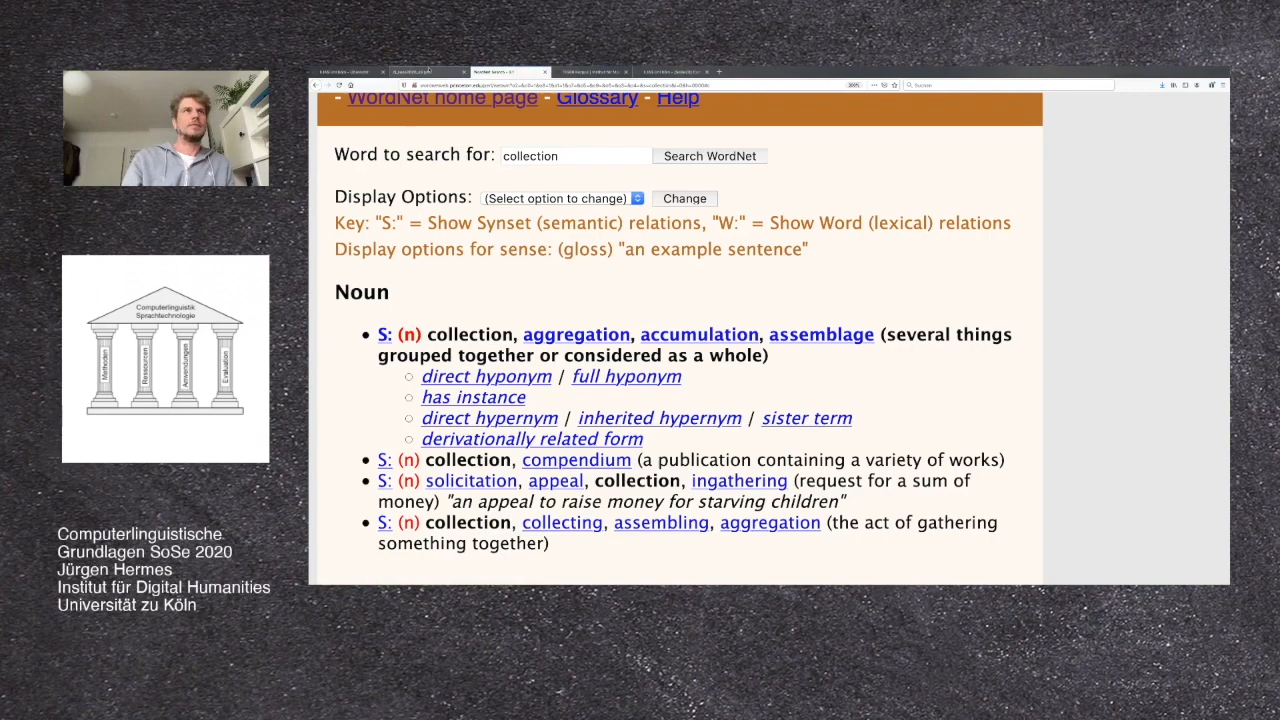 - WordNet home page - Glossary - Help
Word to search for: collection Search WordNet
Display Options: (Select option to change) Change
Key: "S:" = Show Synset (semantic) relations, "W:" = Show Word (lexical) relations
Display options for sense: (gloss) "an example sentence"
Noun
S: (n) collection, aggregation, accumulation, assemblage (several things
grouped together or considered as a whole)
direct hyponym / full hyponym
has instance
direct hypernym / inherited hypernym / sister term
derivationally related form
S: (n) collection, compendium (a publication containing a variety of works)
S: (n) solicitation, appeal, collection, ingathering (request for a sum of
money) "an appeal to raise money for starving children"
S: (n) collection, collecting, assembling, aggregation (the act of gathering
something together)
Computerlinguistik
Sprachtechnologie
Methoden
Ressourcen
Anwendungen
Evaluation
Computerlinguistische
Grundlagen SoSe 2020
Jürgen Hermes
Institut für Digital Humanities
Universität zu Köln